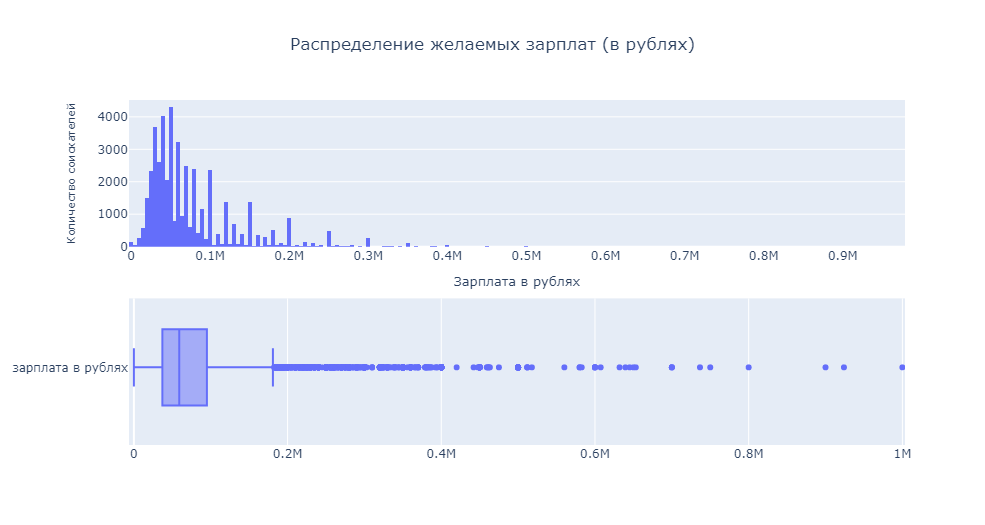 Распределение желаемых зарплат (в рублях)
Количество соискателей
4000
3000
2000
1000
0
0 0.1M 0.2M 0.3M 0.4M 0.5M 0.6M 0.7M 0.8M 0.9M
Зарплата в рублях
зарплата в рублях
0 0.2M 0.4M 0.6M 0.8M 1M